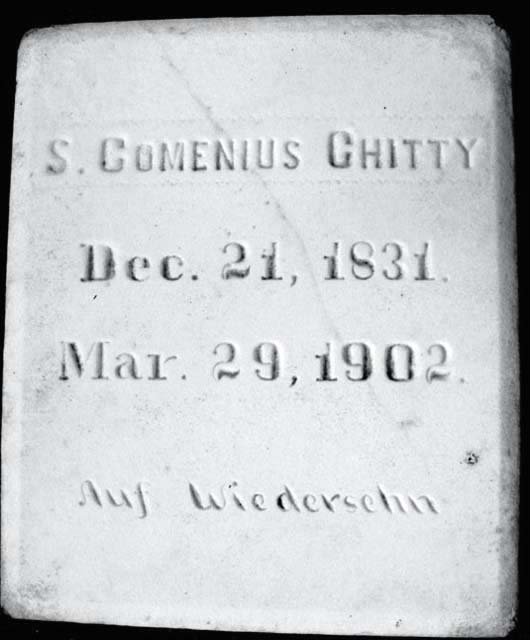 S. COMENIUS CHITTY
Dec. 21, 1831.
Mar. 29, 1902.
Auf Wiedersehn